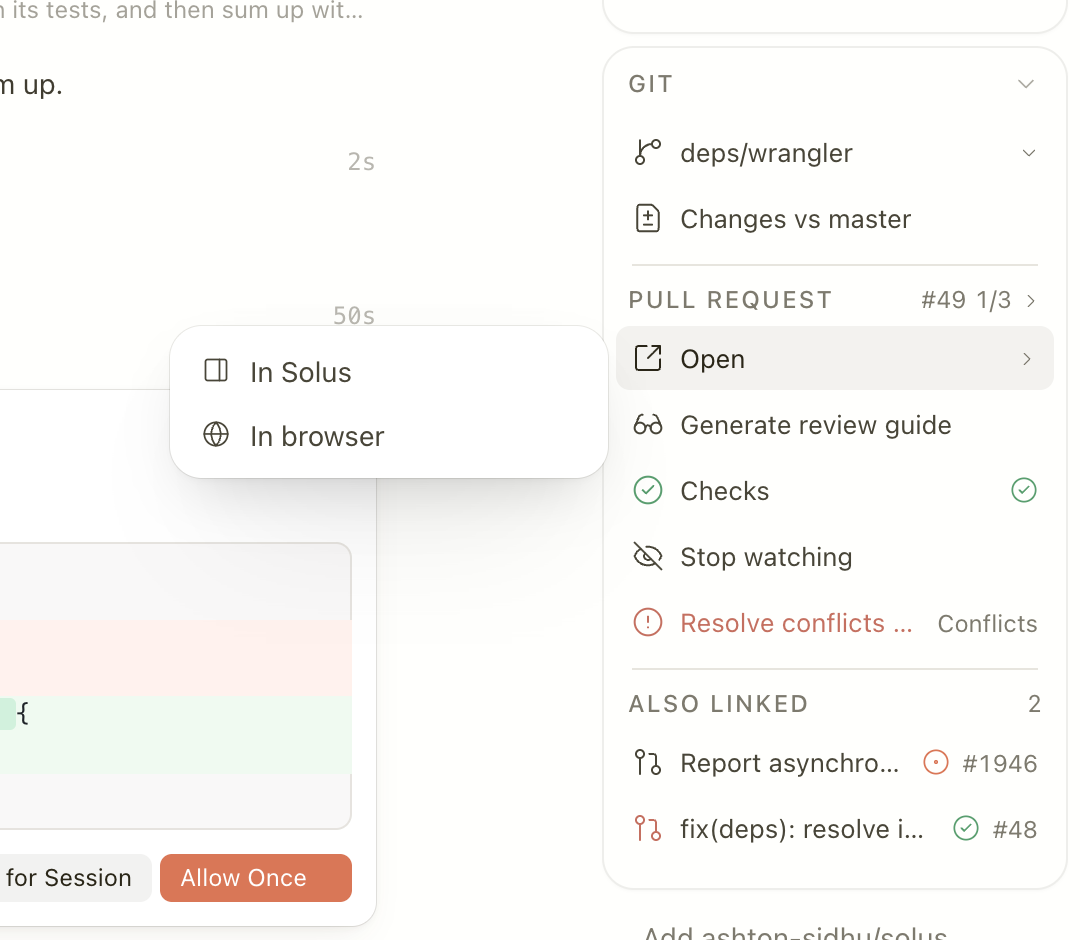 its tests, and then sum up wit...
m up.
2s
50s
In Solus
In browser
{
for Session
Allow Once
GIT
deps/wrangler
Changes vs master
PULL REQUEST #49 1/3
Open
Generate review guide
Checks
Stop watching
Resolve conflicts ... Conflicts
ALSO LINKED 2
Report asynchro... #1946
fix(deps): resolve i... #48
Add ashton-sidhu/solus